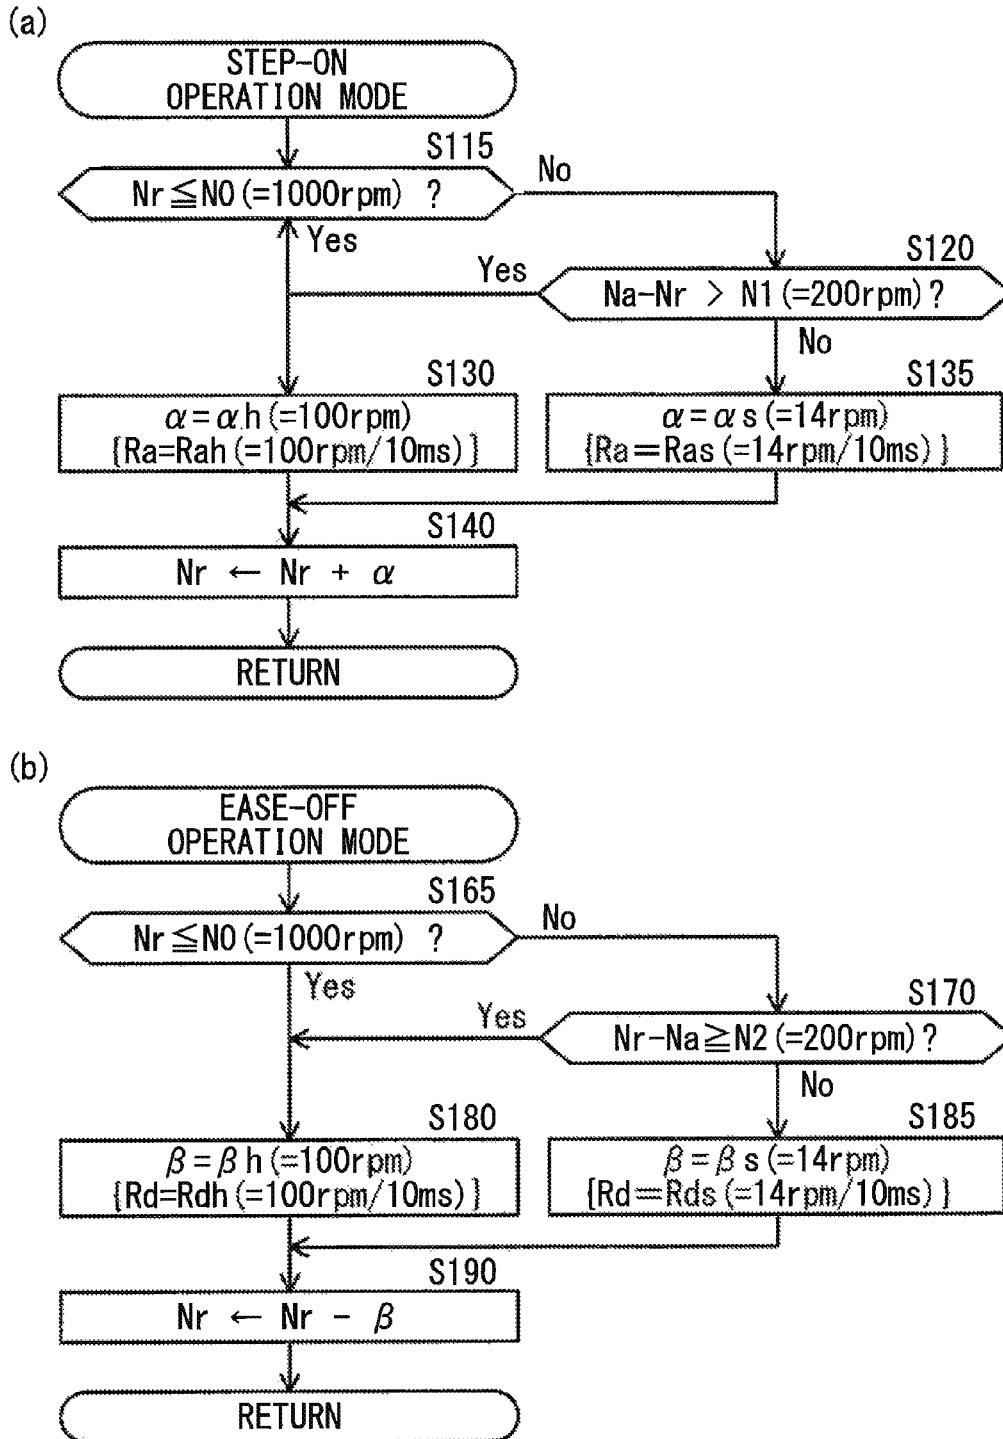 (a)
STEP-ON
OPERATION MODE
S115
Nr≦N0(=1000rpm) ?
No
Yes
S120
Yes
Na-Nr > N1(=200rpm)?
No
S130
α=αh(=100rpm)
{Ra=Rah(=100rpm/10ms)}
S135
α=αs(=14rpm)
{Ra=Ras(=14rpm/10ms)}
S140
Nr ← Nr + α
RETURN
(b)
EASE-OFF
OPERATION MODE
S165
Nr≦N0(=1000rpm) ?
No
Yes
S170
Yes
Nr-Na≧N2(=200rpm)?
No
S180
β=βh(=100rpm)
{Rd=Rdh(=100rpm/10ms)}
S185
β=βs(=14rpm)
{Rd=Rds(=14rpm/10ms)}
S190
Nr ← Nr - β
RETURN